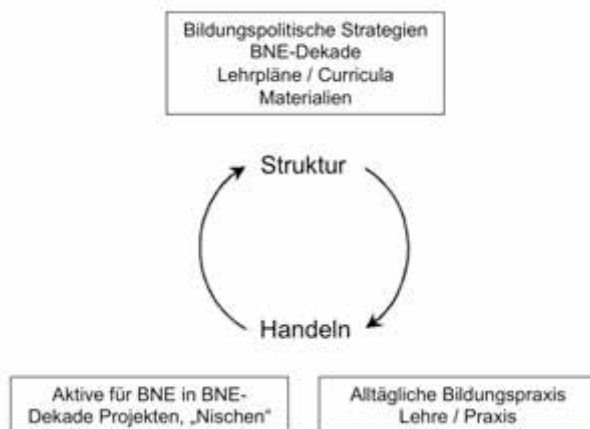 Bildungspolitische Strategien
BNE-Dekade
Lehrpläne / Curricula
Materialien
Struktur
Handeln
Aktive für BNE in BNE-
Dekade Projekten, „Nischen“
Alltägliche Bildungspraxis
Lehre / Praxis